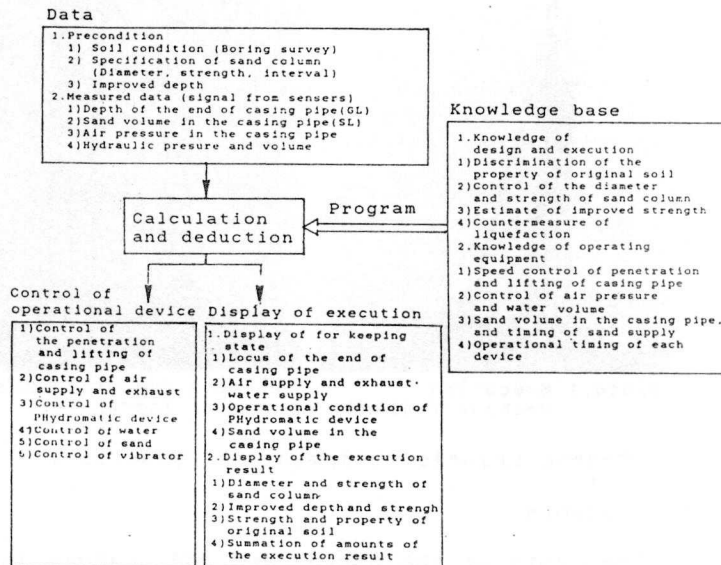 Data
1.Precondition
1) Soil condition (Boring survey)
2) Specification of sand column
(Diameter, strength, interval)
3) Improved depth
2.Measured data (signal from sensers)
1)Depth of the end of casing pipe(GL)
2)Sand volume in the casing pipe(SL)
3)Air pressure in the casing pipe
4)Hydraulic presure and volume
Knowledge base
1.Knowledge of
design and execution
1)Discrimination of the
property of original soil
2)Control of the diameter
and strength of sand column
3)Estimate of improved strength
4)Countermeasure of
liquefaction
2.Knowledge of operating
equipment
1)Speed control of penetration
and lifting of casing pipe
2)Control of air pressure
and water volume
3)Sand volume in the casing pipe,
and timing of sand supply
4)Operational timing of each
device
Program
Calculation
and deduction
Control of
operational device
1)Control of
the penetration
and lifting of
casing pipe
2)Control of air
supply and exhaust
3)Control of
PHydromatic device
4)Control of water
5)Control of sand
6)Control of vibrator
Display of execution
1.Display of for keeping
state
1)Locus of the end of
casing pipe
2)Air supply and exhaust·
water supply
3)Operational condition of
PHydromatic device
4)Sand volume in the
casing pipe
2.Display of the execution
result
1)Diameter and strength of
sand column
2)Improved depth and strengh
3)Strength and property of
original soil
4)Summation of amounts of
the execution result